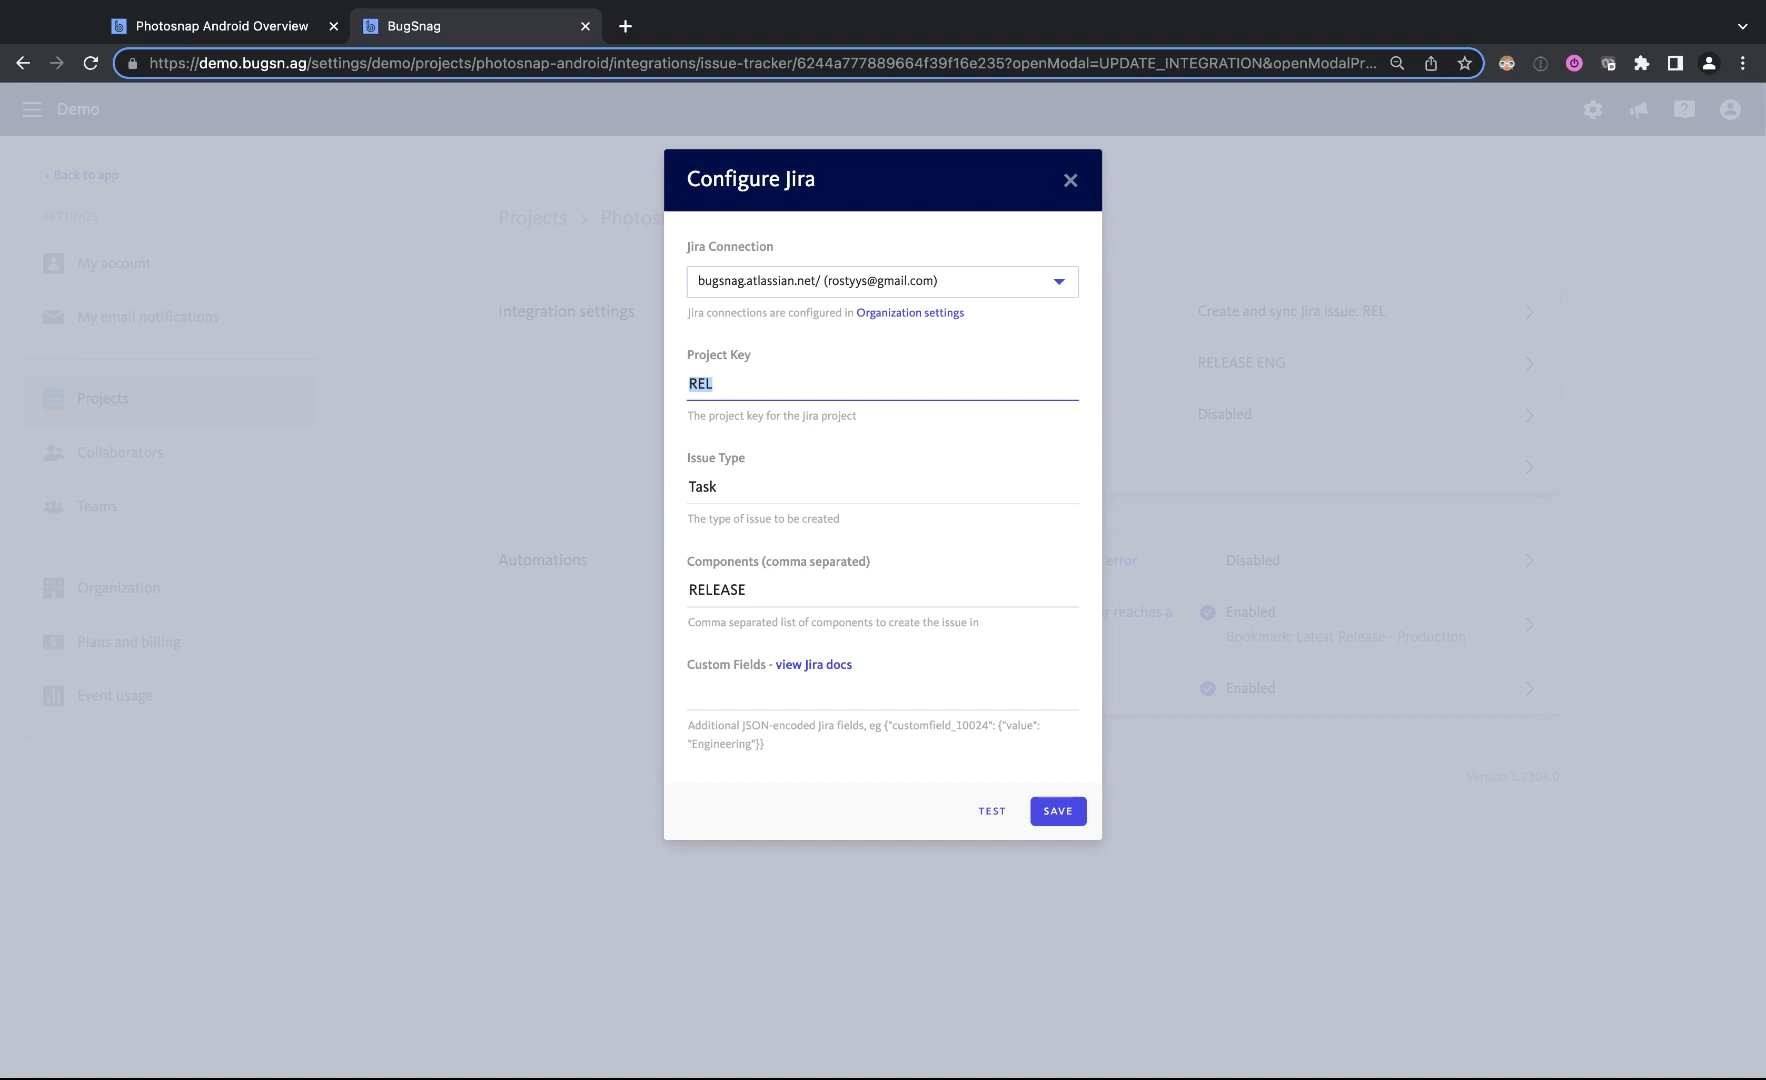 Photosnap Android Overview
BugSnag
https://demo.bugsn.ag/settings/demo/projects/photosnap-android/integrations/issue-tracker/6244a777889664f39f16e235?openModal=UPDATE_INTEGRATION&openModalPr...
Demo
Configure Jira
‹ Back to app
SETTINGS
My account
My email notifications
Projects
Collaborators
Teams
Organization
Plans and billing
Event usage
Projects > Photos
Integration settings
Automations
Jira Connection
bugsnag.atlassian.net/ (rostyys@gmail.com)
Jira connections are configured in Organization settings
Project Key
REL
The project key for the Jira project
Issue Type
Task
The type of issue to be created
Components (comma separated)
RELEASE
Comma separated list of components to create the issue in
Custom Fields - view Jira docs
Additional JSON-encoded Jira fields, eg {"customfield_10024": {"value":
"Engineering"}}
TEST
SAVE
Create and sync Jira issue: REL
RELEASE ENG
Disabled
error
Disabled
r reaches a
Enabled
Bookmark: Latest Release - Production
Enabled
Version 3.2304.0